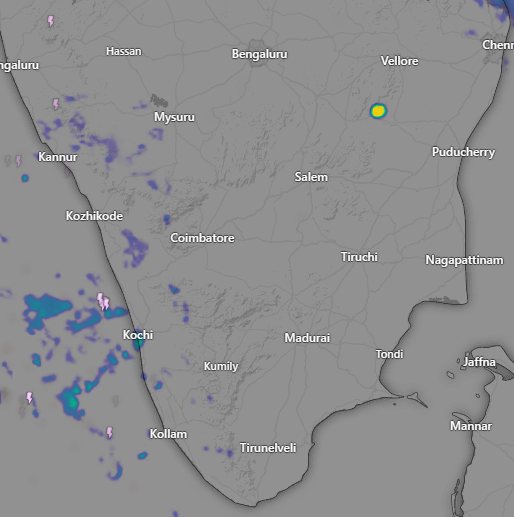 Hassan
Bengaluru
Chenn
ngaluru
Vellore
Mysuru
Kannur
Puducherry
Salem
Kozhikode
Coimbatore
Tiruchi
Nagapattinam
Kochi
Madurai
Tondi
Jaffna
Kumily
Mannar
Kollam
Tirunelveli